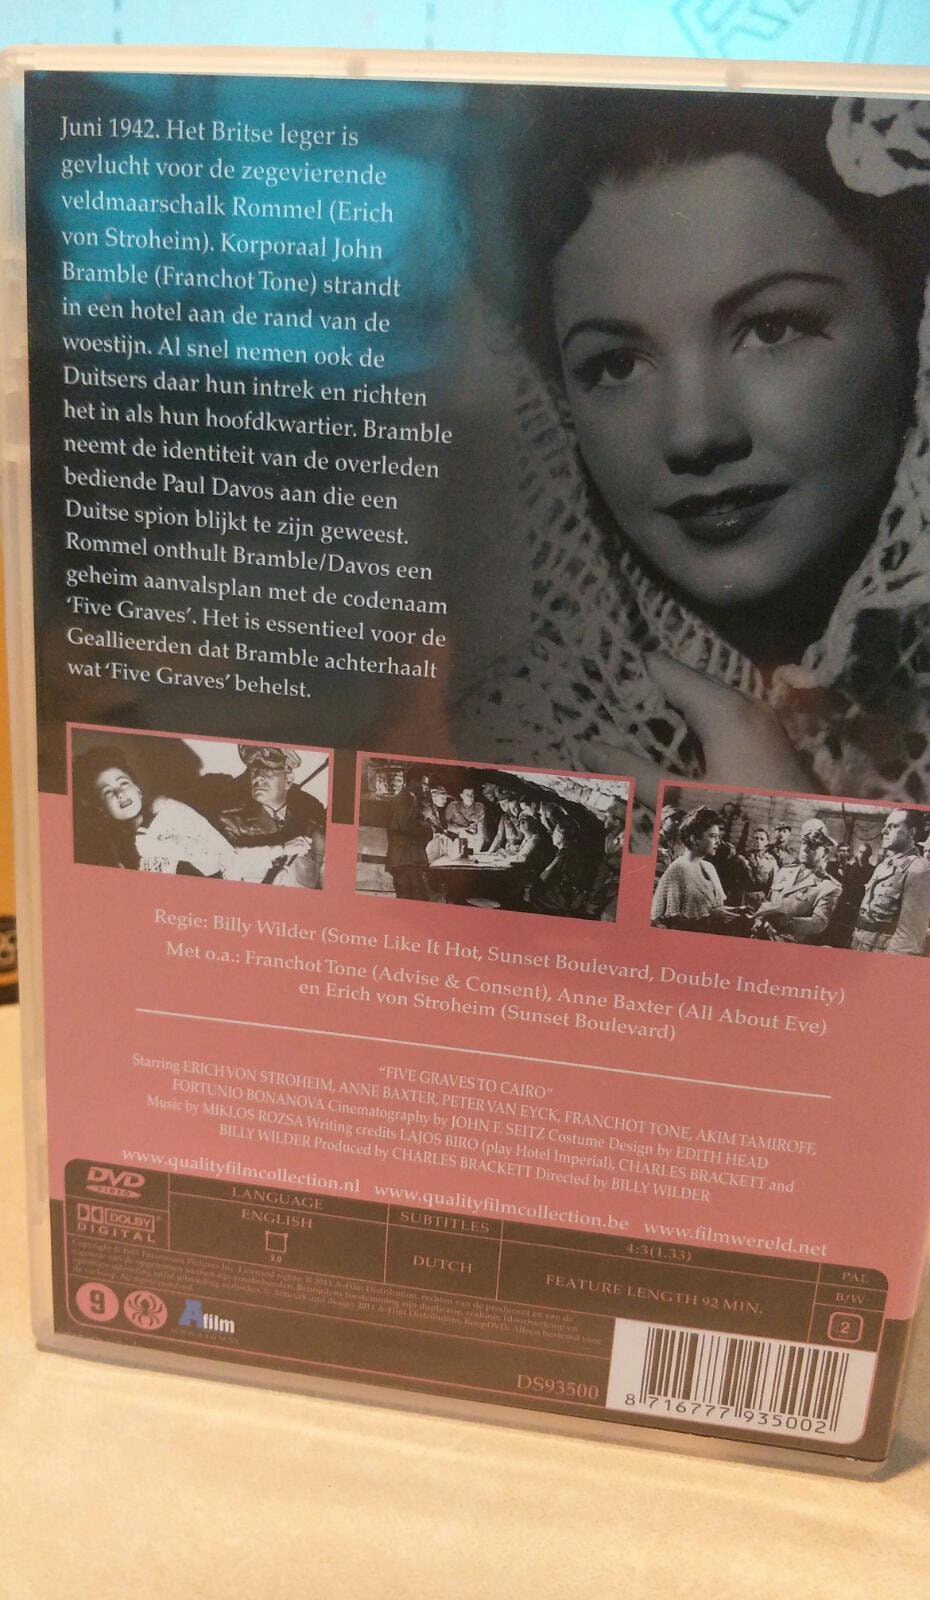 Juni 1942. Het Britse leger is
gevlucht voor de zegevierende
veldmaarschalk Rommel (Erich
von Stroheim). Korporaal John
Bramble (Franchot Tone) strandt
in een hotel aan de rand van de
woestijn. Al snel nemen ook de
Duitsers daar hun intrek en richten
het in als hun hoofdkwartier. Bramble
neemt de identiteit van de overleden
bediende Paul Davos aan die een
Duitse spion blijkt te zijn geweest.
Rommel onthult Bramble/Davos een
geheim aanvalsplan met de codenaam
‘Five Graves’. Het is essentieel voor de
Geallieerden dat Bramble achterhaalt
wat ‘Five Graves’ behelst.
Regie: Billy Wilder (Some Like It Hot, Sunset Boulevard, Double Indemnity)
Met o.a.: Franchot Tone (Advise & Consent), Anne Baxter (All About Eve)
en Erich von Stroheim (Sunset Boulevard)
“FIVE GRAVES TO CAIRO”
Starring ERICH VON STROHEIM, ANNE BAXTER, PETER VAN EYCK, FRANCHOT TONE, AKIM TAMIROFF,
FORTUNIO BONANOVA Cinematography by JOHN F. SEITZ Costume Design by EDITH HEAD
Music by MIKLOS ROZSA Writing credits LAJOS BIRO (play Hotel Imperial), CHARLES BRACKETT and
BILLY WILDER Produced by CHARLES BRACKETT Directed by BILLY WILDER
www.qualityfilmcollection.nl www.qualityfilmcollection.be www.filmwereld.net
DVD
VIDEO
DOLBY
DIGITAL
LANGUAGE
ENGLISH
2.0
SUBTITLES
DUTCH
4:3(1.33)
FEATURE LENGTH 92 MIN.
PAL
B/W
2
9
Afilm
DS93500
8 716777 935002